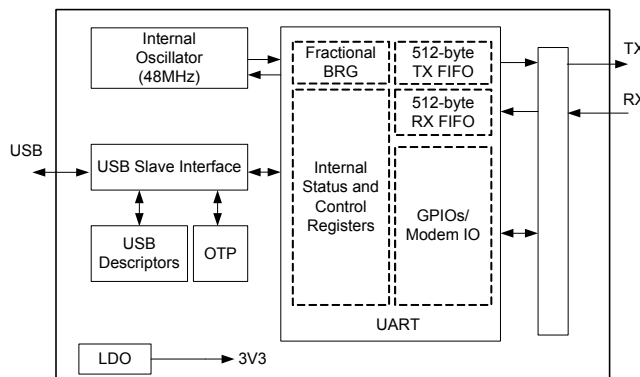 Internal
Oscillator
(48MHz)
Fractional
BRG
512-byte
TX FIFO
512-byte
RX FIFO
TX
RX
USB
USB Slave Interface
Internal
Status and
Control
Registers
GPIOs/
Modem IO
USB
Descriptors
OTP
UART
LDO
3V3